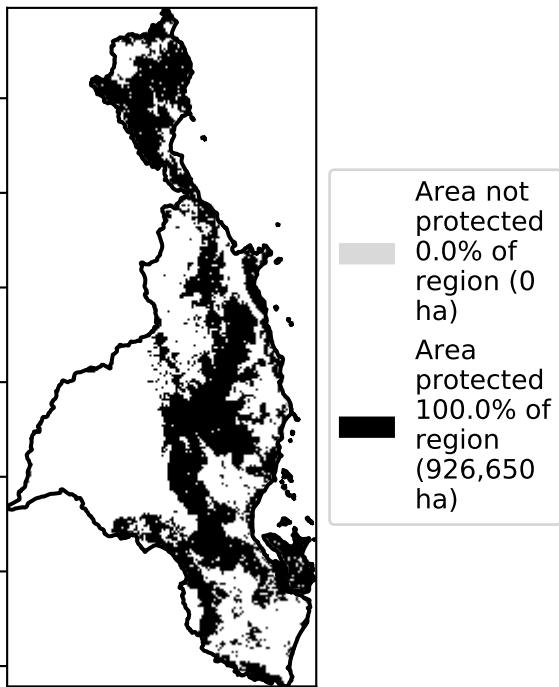 Area not
protected
0.0% of
region (0
ha)
Area
protected
100.0% of
region
(926,650
ha)